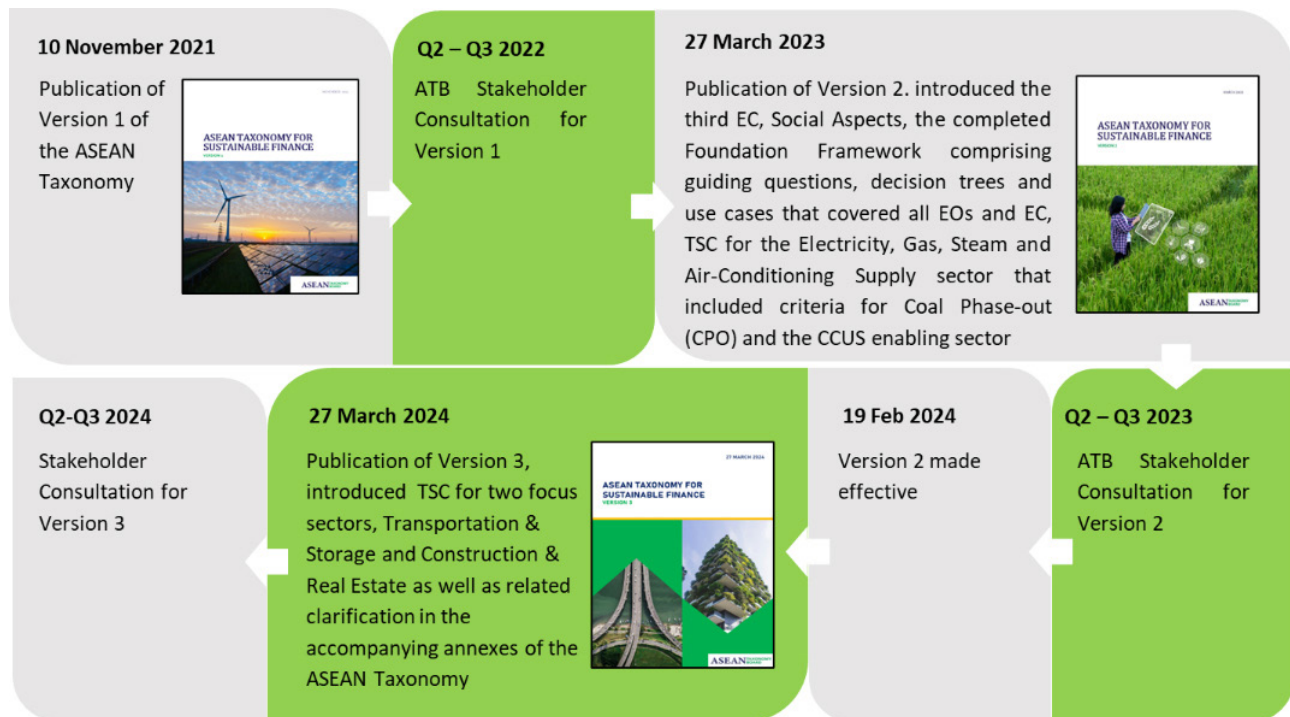 10 November 2021
Publication of
Version 1 of
the ASEAN
Taxonomy
ASEAN TAXONOMY FOR
SUSTAINABLE FINANCE
VERSION 1
ASEAN
Q2 – Q3 2022
ATB Stakeholder
Consultation for
Version 1
27 March 2023
Publication of Version 2. introduced the
third EC, Social Aspects, the completed
Foundation Framework comprising
guiding questions, decision trees and
use cases that covered all EOs and EC,
TSC for the Electricity, Gas, Steam and
Air-Conditioning Supply sector that
included criteria for Coal Phase-out
(CPO) and the CCUS enabling sector
ASEAN TAXONOMY FOR
SUSTAINABLE FINANCE
ASEAN
Q2 – Q3 2023
ATB Stakeholder
Consultation for
Version 2
19 Feb 2024
Version 2 made
effective
27 March 2024
Publication of Version 3,
introduced TSC for two focus
sectors, Transportation &
Storage and Construction &
Real Estate as well as related
clarification in the
accompanying annexes of the
ASEAN Taxonomy
27 MARCH 2024
ASEAN TAXONOMY FOR
SUSTAINABLE FINANCE
VERSION 3
ASEAN
Q2-Q3 2024
Stakeholder
Consultation for
Version 3